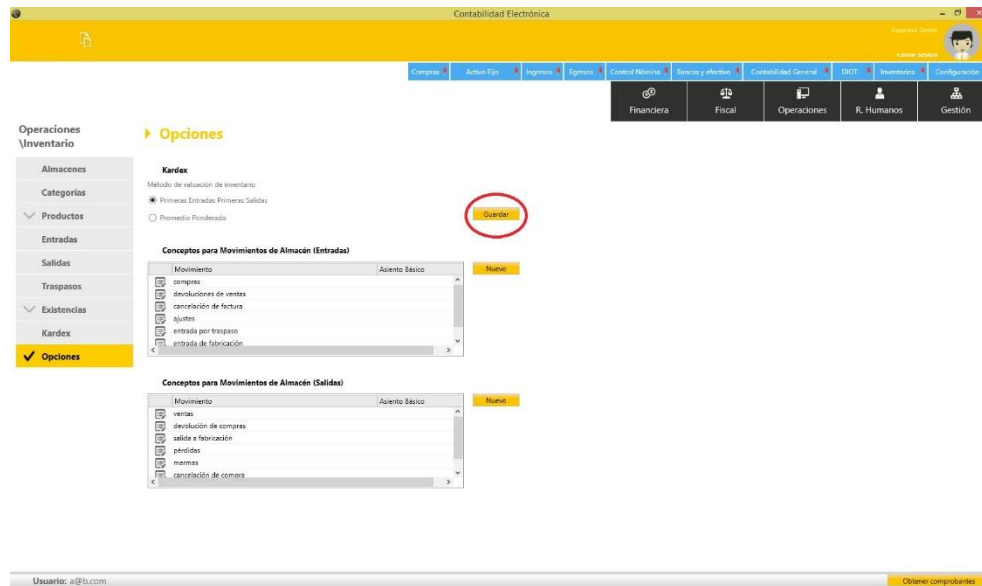 Contabilidad Electrónica
Empresa Demo
Cerrar Sesión
Compras
Activo Fijo
Ingresos
Egresos
Control Nómina
Bancos y efectivo
Contabilidad General
DIOT
Inventarios
Configuración
Financiera
Fiscal
Operaciones
R. Humanos
Gestión
Operaciones
\Inventario
Opciones
Almacenes
Categorías
Productos
Entradas
Salidas
Traspasos
Existencias
Kardex
Opciones
Kardex
Método de valuación de inventario
Primeras Entradas Primeras Salidas
Promedio Ponderado
Guardar
Conceptos para Movimientos de Almacén (Entradas)
Movimiento Asiento Básico
Nuevo
compras
devoluciones de ventas
cancelación de factura
ajustes
entrada por traspaso
entrada de fabricación
Conceptos para Movimientos de Almacén (Salidas)
Movimiento Asiento Básico
Nuevo
ventas
devolución de compras
salida a fabricación
pérdidas
mermas
cancelación de compra
Usuario: a@b.com
Obtener comprobantes